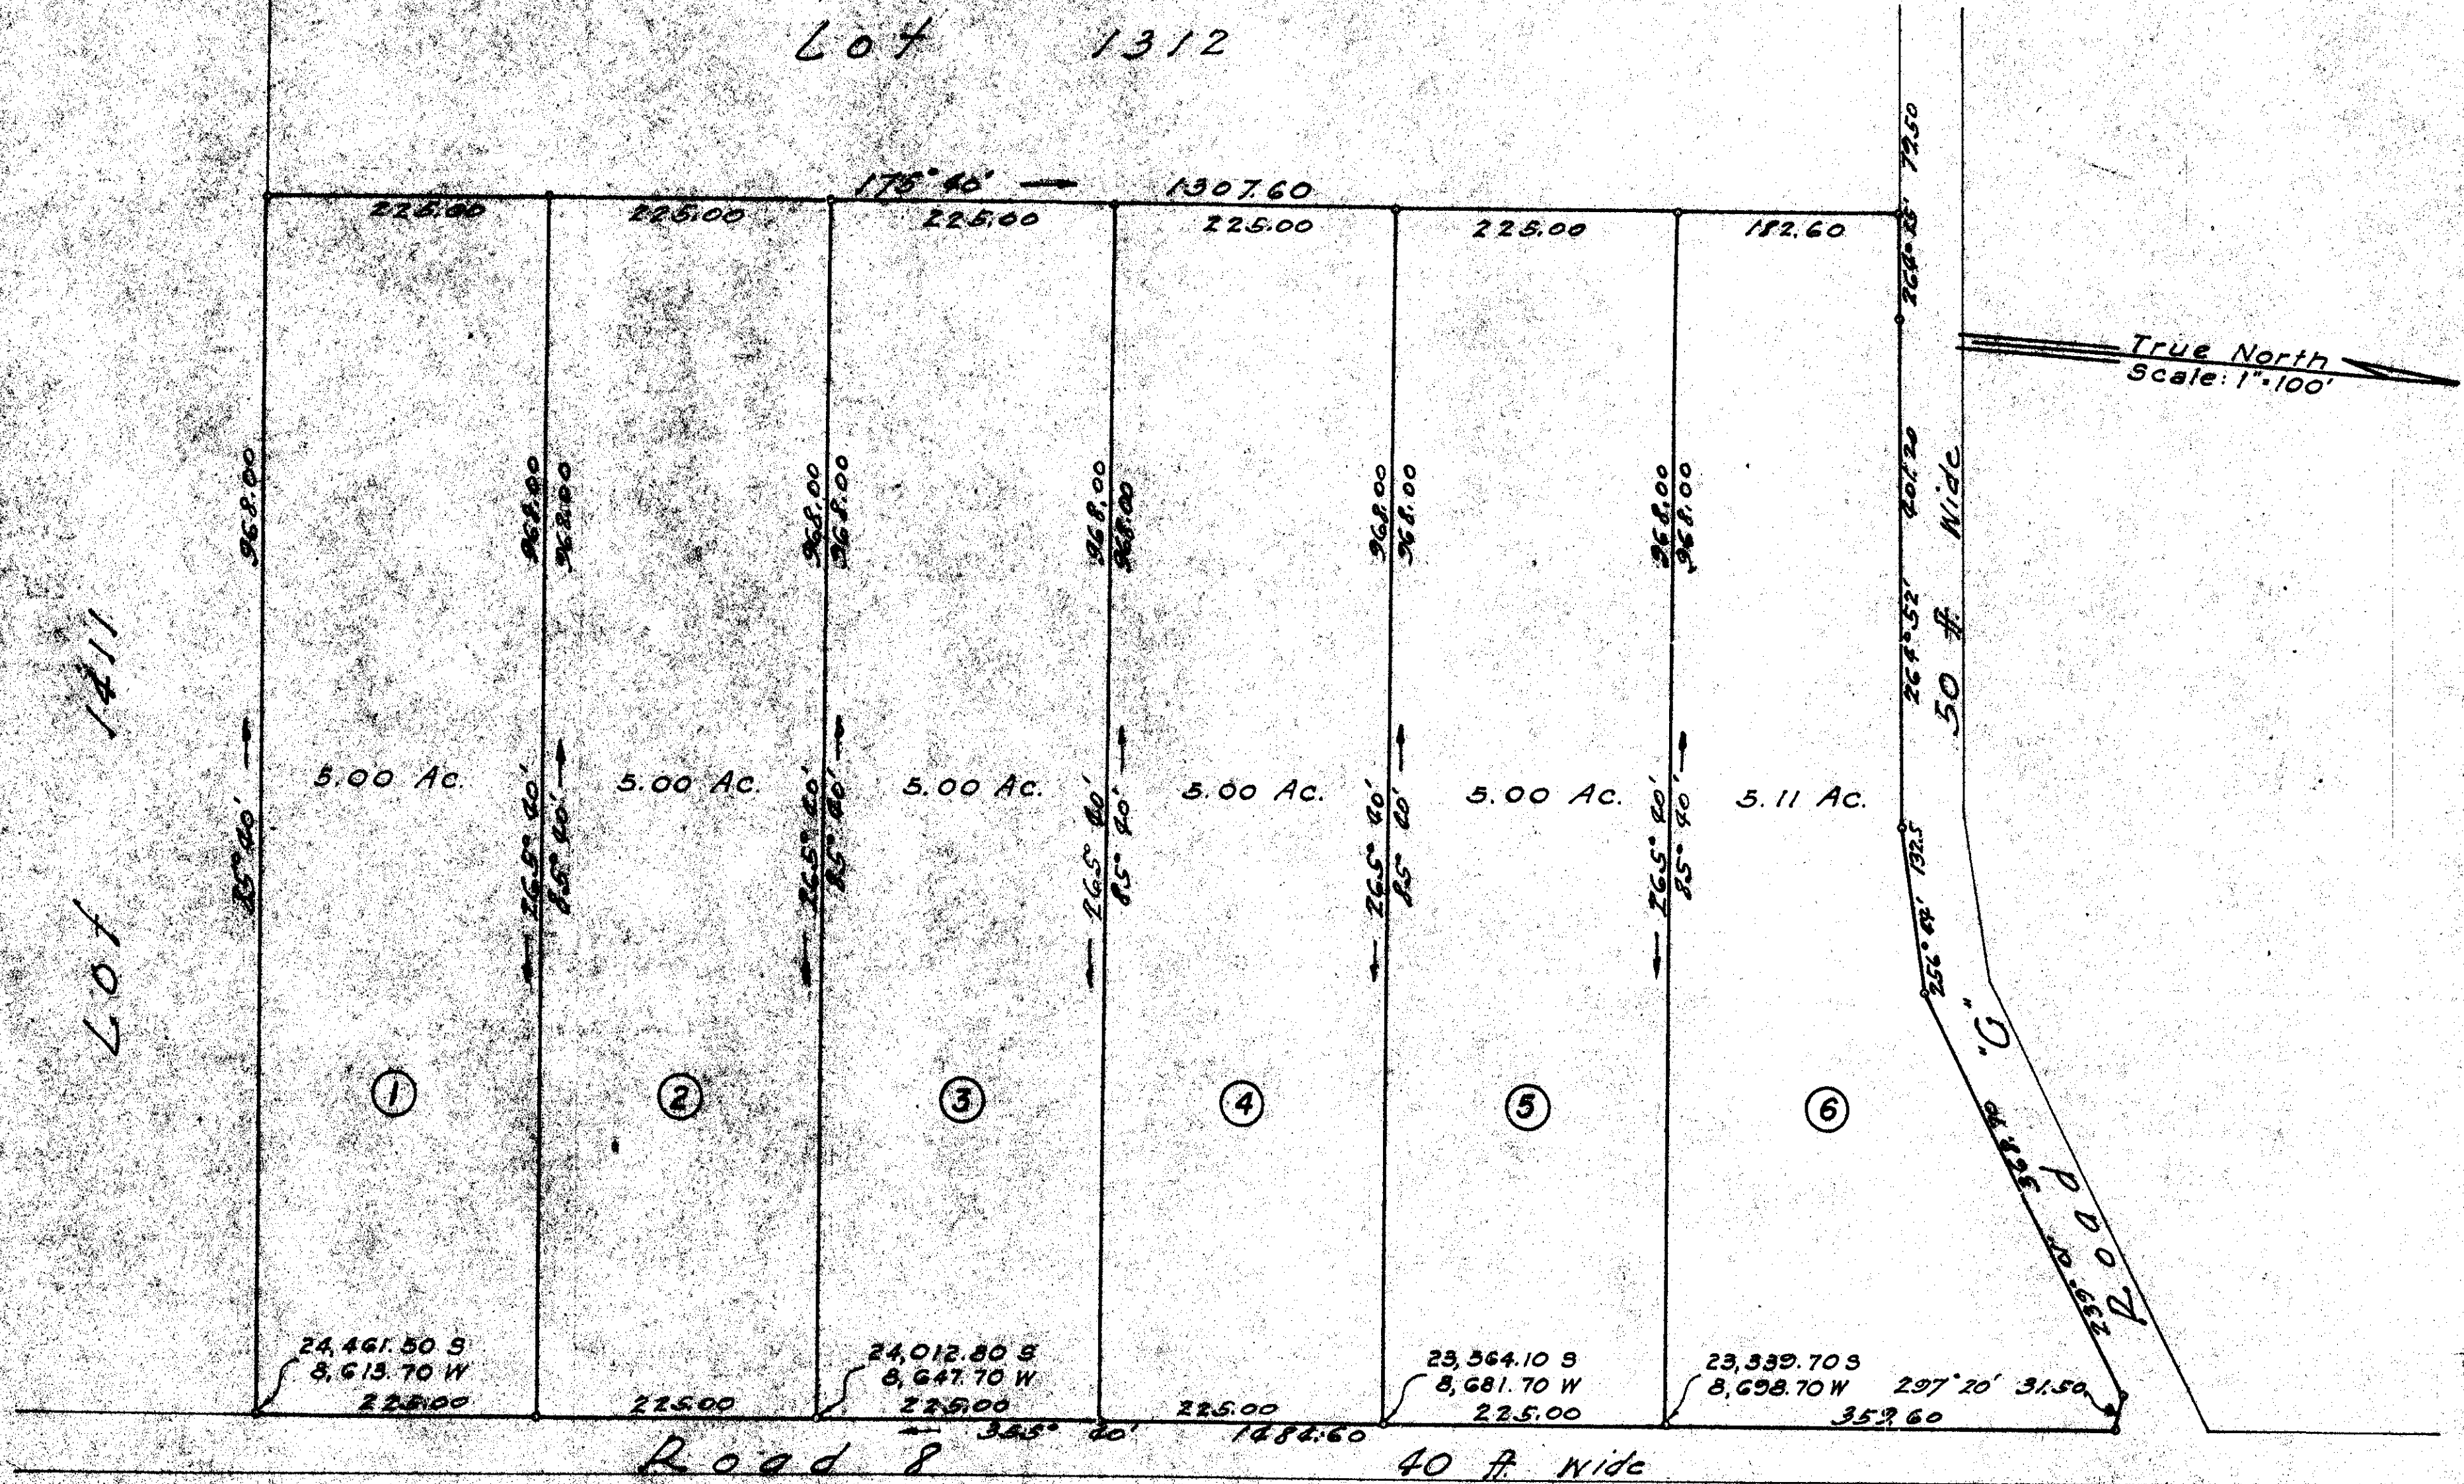 Lot 1312
175° 40' 1307.60
225.00
225.00
225.00
225.00
225.00
182.60
264° 25'
True North
Scale: 1"=100'
968.00
968.00
968.00
968.00
968.00
968.00
968.00
968.00
968.00
968.00
968.00
264° 52' 401.20
50 ft. Wide
Lot 1411
85° 40'
5.00 Ac.
265° 40'
85° 40'
5.00 Ac.
265° 40'
85° 40'
5.00 Ac.
265° 40'
85° 40'
5.00 Ac.
265° 40'
85° 40'
5.00 Ac.
265° 40'
85° 40'
5.11 Ac.
132.5
Road "G"
1
2
3
4
5
6
368.90
239° 01'
24,461.50 S
8,613.70 W
225.00
225.00
24,012.80 S
8,647.70 W
225.00
225.00
23,564.10 S
8,681.70 W
225.00
23,339.70 S
8,698.70 W
297° 20' 31.50
359.60
355° 40' 1484.60
Road 8 40 ft Wide